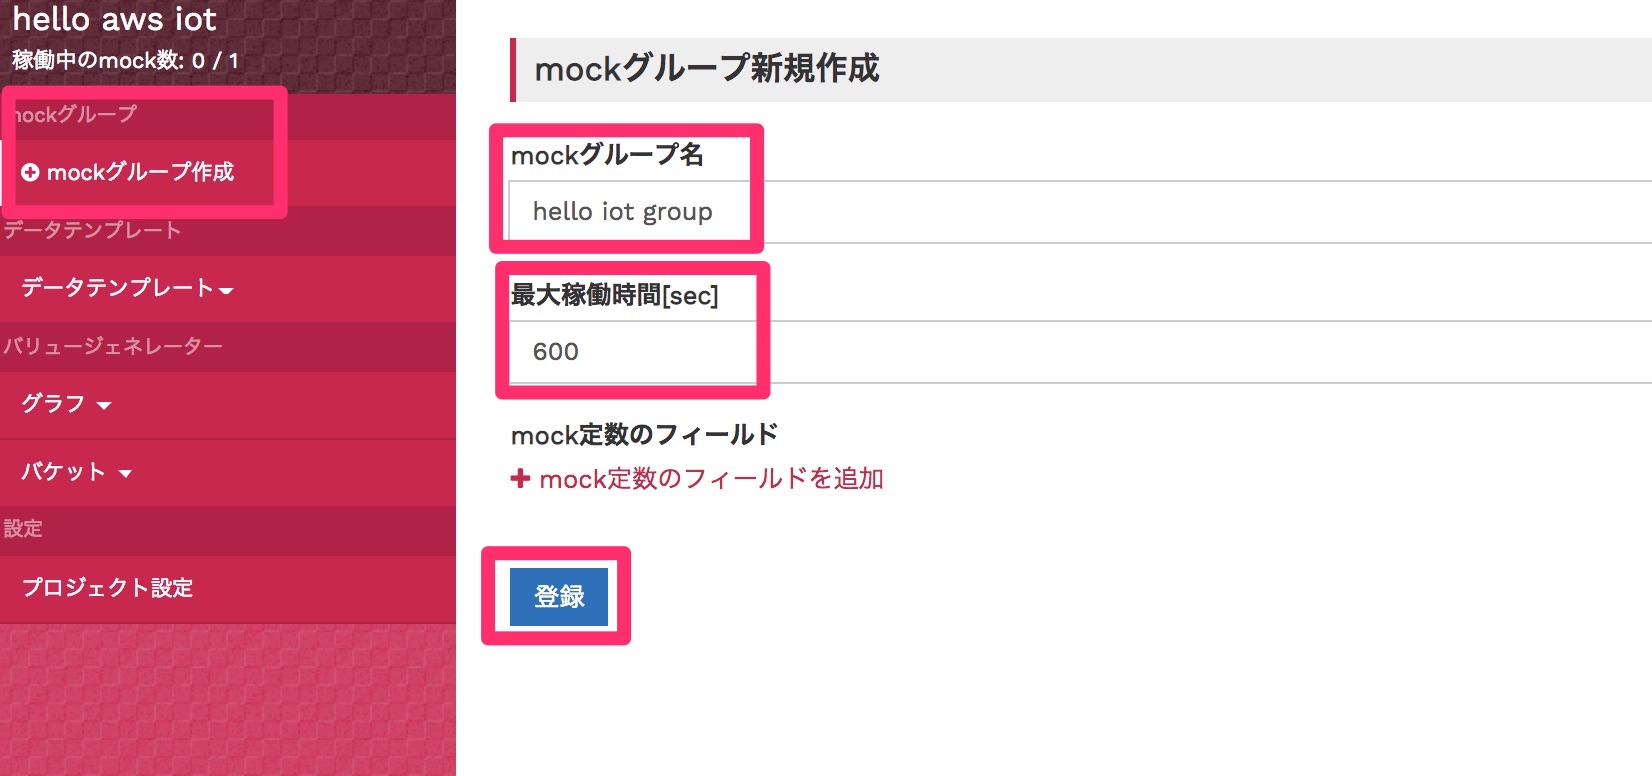 hello aws iot
稼働中のmock数: 0 / 1
mockグループ
mockグループ作成
データテンプレート
データテンプレート
バリュージェネレーター
グラフ
バケット
設定
プロジェクト設定
mockグループ新規作成
mockグループ名
hello iot group
最大稼働時間[sec]
600
mock定数のフィールド
mock定数のフィールドを追加
登録